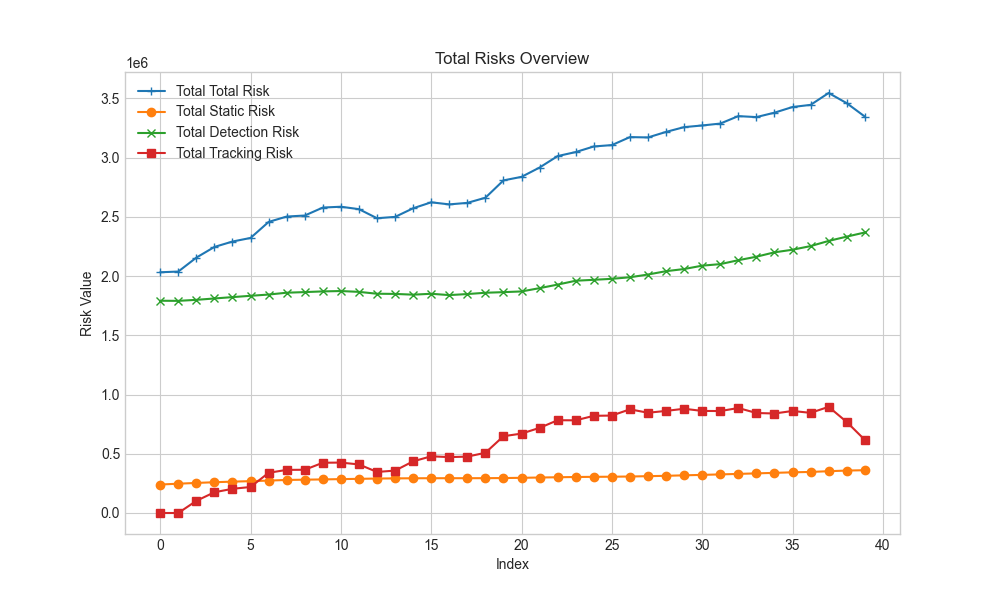 Total Risks Overview
1e6
Total Total Risk
Total Static Risk
Total Detection Risk
Total Tracking Risk
3.5
3.0
2.5
2.0
1.5
1.0
0.5
0.0
Risk Value
0 5 10 15 20 25 30 35 40
Index